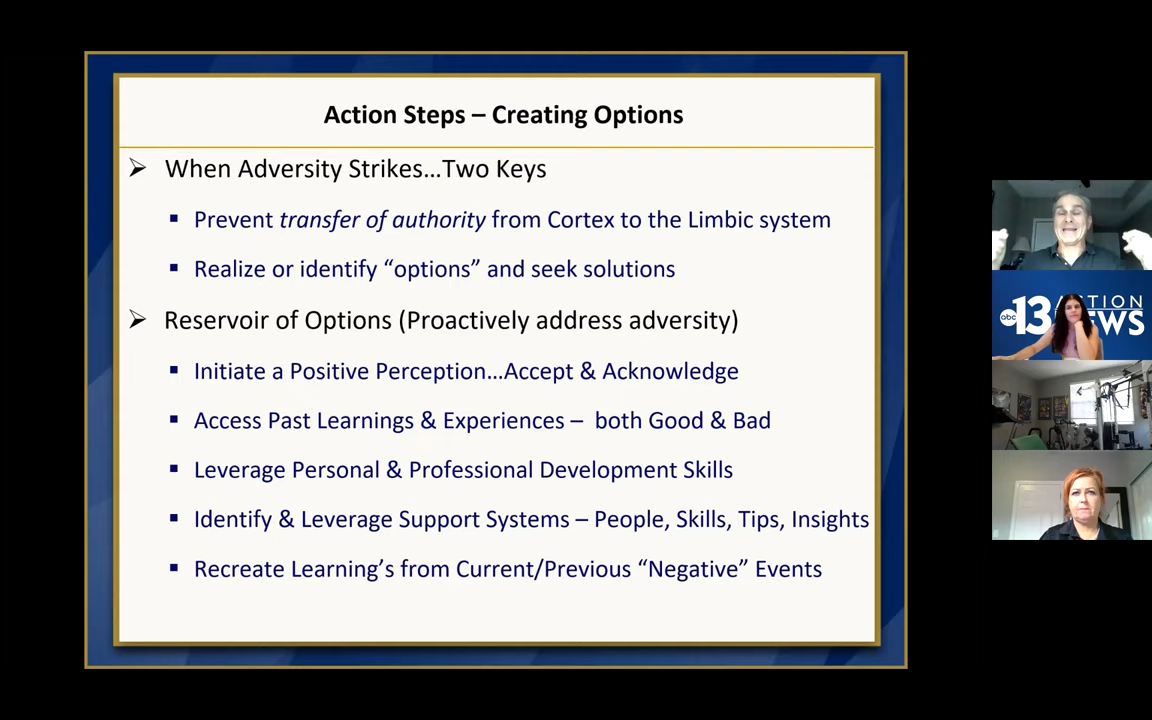 Action Steps – Creating Options
➢ When Adversity Strikes…Two Keys
▪ Prevent transfer of authority from Cortex to the Limbic system
▪ Realize or identify “options” and seek solutions
➢ Reservoir of Options (Proactively address adversity)
▪ Initiate a Positive Perception…Accept & Acknowledge
▪ Access Past Learnings & Experiences – both Good & Bad
▪ Leverage Personal & Professional Development Skills
▪ Identify & Leverage Support Systems – People, Skills, Tips, Insights
▪ Recreate Learning’s from Current/Previous “Negative” Events
abc 13 ACTION
NEWS